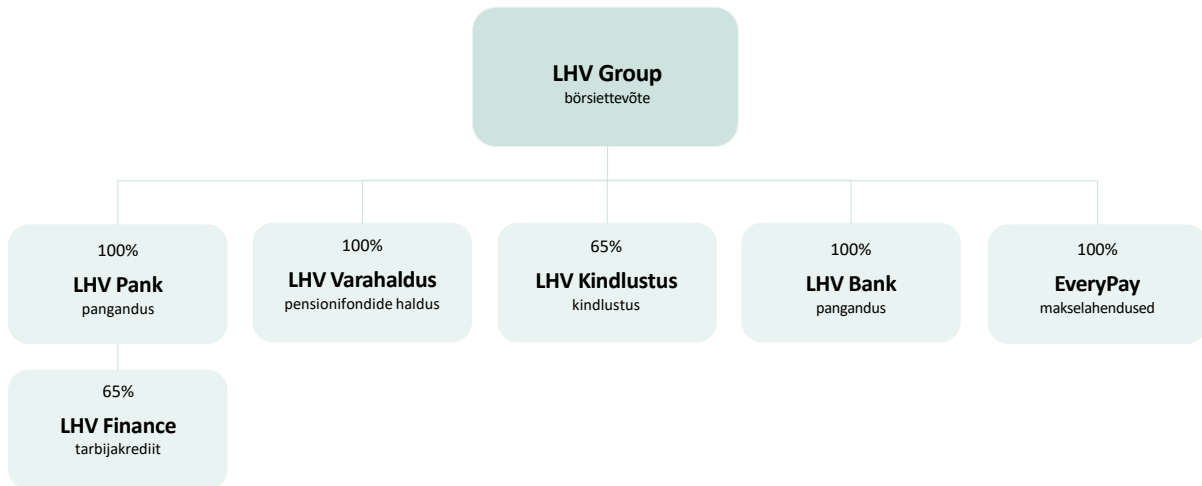 LHV Group
börsiettevõte
100%
LHV Pank
pangandus
100%
LHV Varahaldus
pensionifondide haldus
65%
LHV Kindlustus
kindlustus
100%
LHV Bank
pangandus
100%
EveryPay
makselahendused
65%
LHV Finance
tarbijakrediit